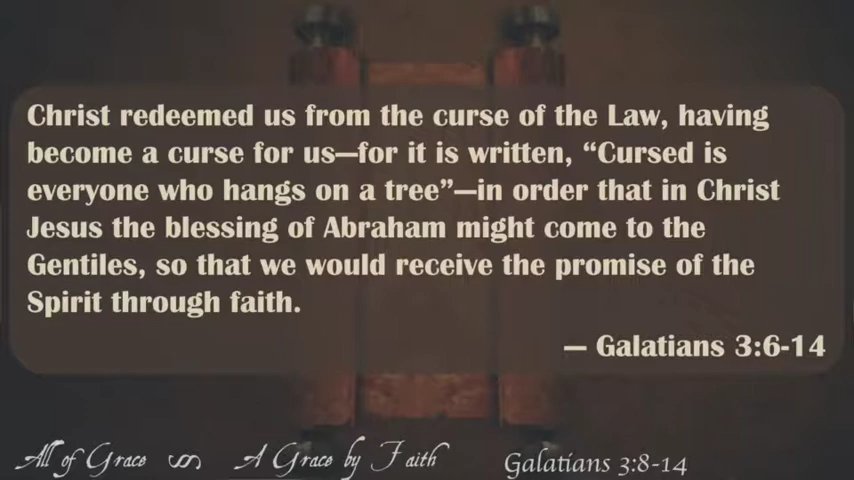 Christ redeemed us from the curse of the Law, having
become a curse for us—for it is written, “Cursed is
everyone who hangs on a tree”—in order that in Christ
Jesus the blessing of Abraham might come to the
Gentiles, so that we would receive the promise of the
Spirit through faith.
— Galatians 3:6-14
All of Grace ∽ A Grace by Faith Galatians 3:8-14